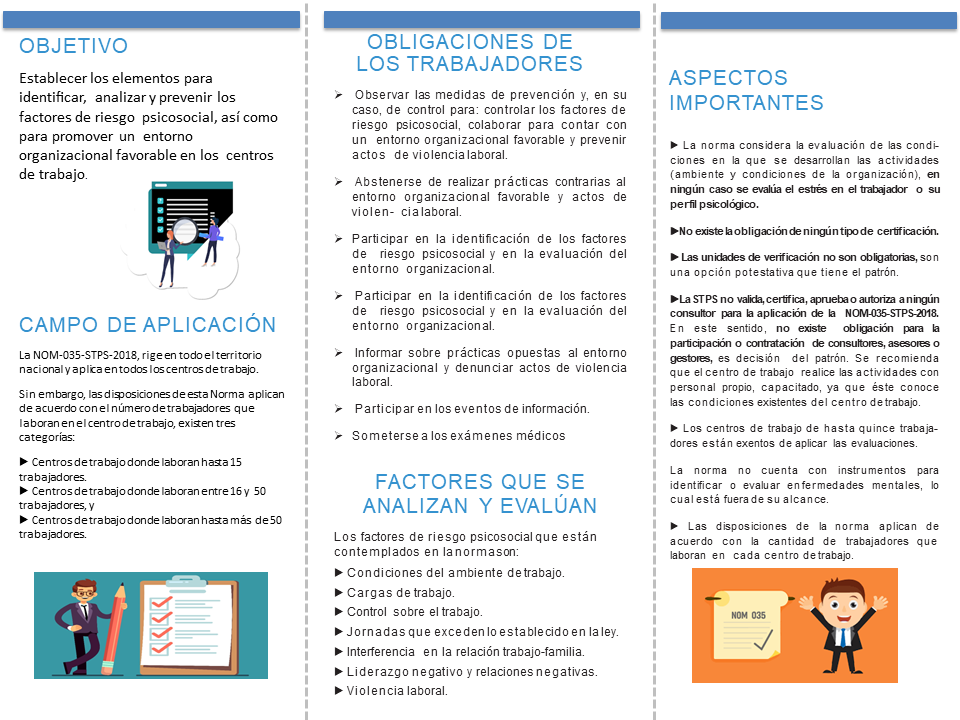 OBJETIVO
Establecer los elementos para
identificar, analizar y prevenir los
factores de riesgo psicosocial, así como
para promover un entorno
organizacional favorable en los centros
de trabajo.
CAMPO DE APLICACIÓN
La NOM-035-STPS-2018, rige en todo el territorio
nacional y aplica en todos los centros de trabajo.
Sin embargo, las disposiciones de esta Norma aplican
de acuerdo con el número de trabajadores que
laboran en el centro de trabajo, existen tres
categorías:
► Centros de trabajo donde laboran hasta 15
trabajadores.
► Centros de trabajo donde laboran entre 16 y 50
trabajadores, y
► Centros de trabajo donde laboran hasta más de 50
trabajadores.
OBLIGACIONES DE
LOS TRABAJADORES
➢ Observar las medidas de prevención y, en su
caso, de control para: controlar los factores de
riesgo psicosocial, colaborar para contar con
un entorno organizacional favorable y prevenir
actos de violencia laboral.
➢ Abstenerse de realizar prácticas contrarias al
entorno organizacional favorable y actos de
violen- cia laboral.
➢ Participar en la identificación de los factores
de riesgo psicosocial y en la evaluación del
entorno organizacional.
➢ Participar en la identificación de los factores
de riesgo psicosocial y en la evaluación del
entorno organizacional.
➢ Informar sobre prácticas opuestas al entorno
organizacional y denunciar actos de violencia
laboral.
➢ Participar en los eventos de información.
➢ Someterse a los exámenes médicos
FACTORES QUE SE
ANALIZAN Y EVALÚAN
Los factores de riesgo psicosocial que están
contemplados en la norma son:
► Condiciones del ambiente de trabajo.
► Cargas de trabajo.
► Control sobre el trabajo.
► Jornadas que exceden lo establecido en la ley.
► Interferencia en la relación trabajo-familia.
► Liderazgo negativo y relaciones negativas.
► Violencia laboral.
ASPECTOS
IMPORTANTES
► La norma considera la evaluación de las condi-
ciones en la que se desarrollan las actividades
(ambiente y condiciones de la organización), en
ningún caso se evalúa el estrés en el trabajador o su
perfil psicológico.
►No existe la obligación de ningún tipo de certificación.
► Las unidades de verificación no son obligatorias, son
una opción potestativa que tiene el patrón.
►La STPS no valida, certifica, aprueba o autoriza a ningún
consultor para la aplicación de la NOM-035-STPS-2018.
En este sentido, no existe obligación para la
participación o contratación de consultores, asesores o
gestores, es decisión del patrón. Se recomienda
que el centro de trabajo realice las actividades con
personal propio, capacitado, ya que éste conoce
las condiciones existentes del centro de trabajo.
► Los centros de trabajo de hasta quince trabaja-
dores están exentos de aplicar las evaluaciones.
La norma no cuenta con instrumentos para
identificar o evaluar enfermedades mentales, lo
cual está fuera de su alcance.
► Las disposiciones de la norma aplican de
acuerdo con la cantidad de trabajadores que
laboran en cada centro de trabajo.
NOM 035